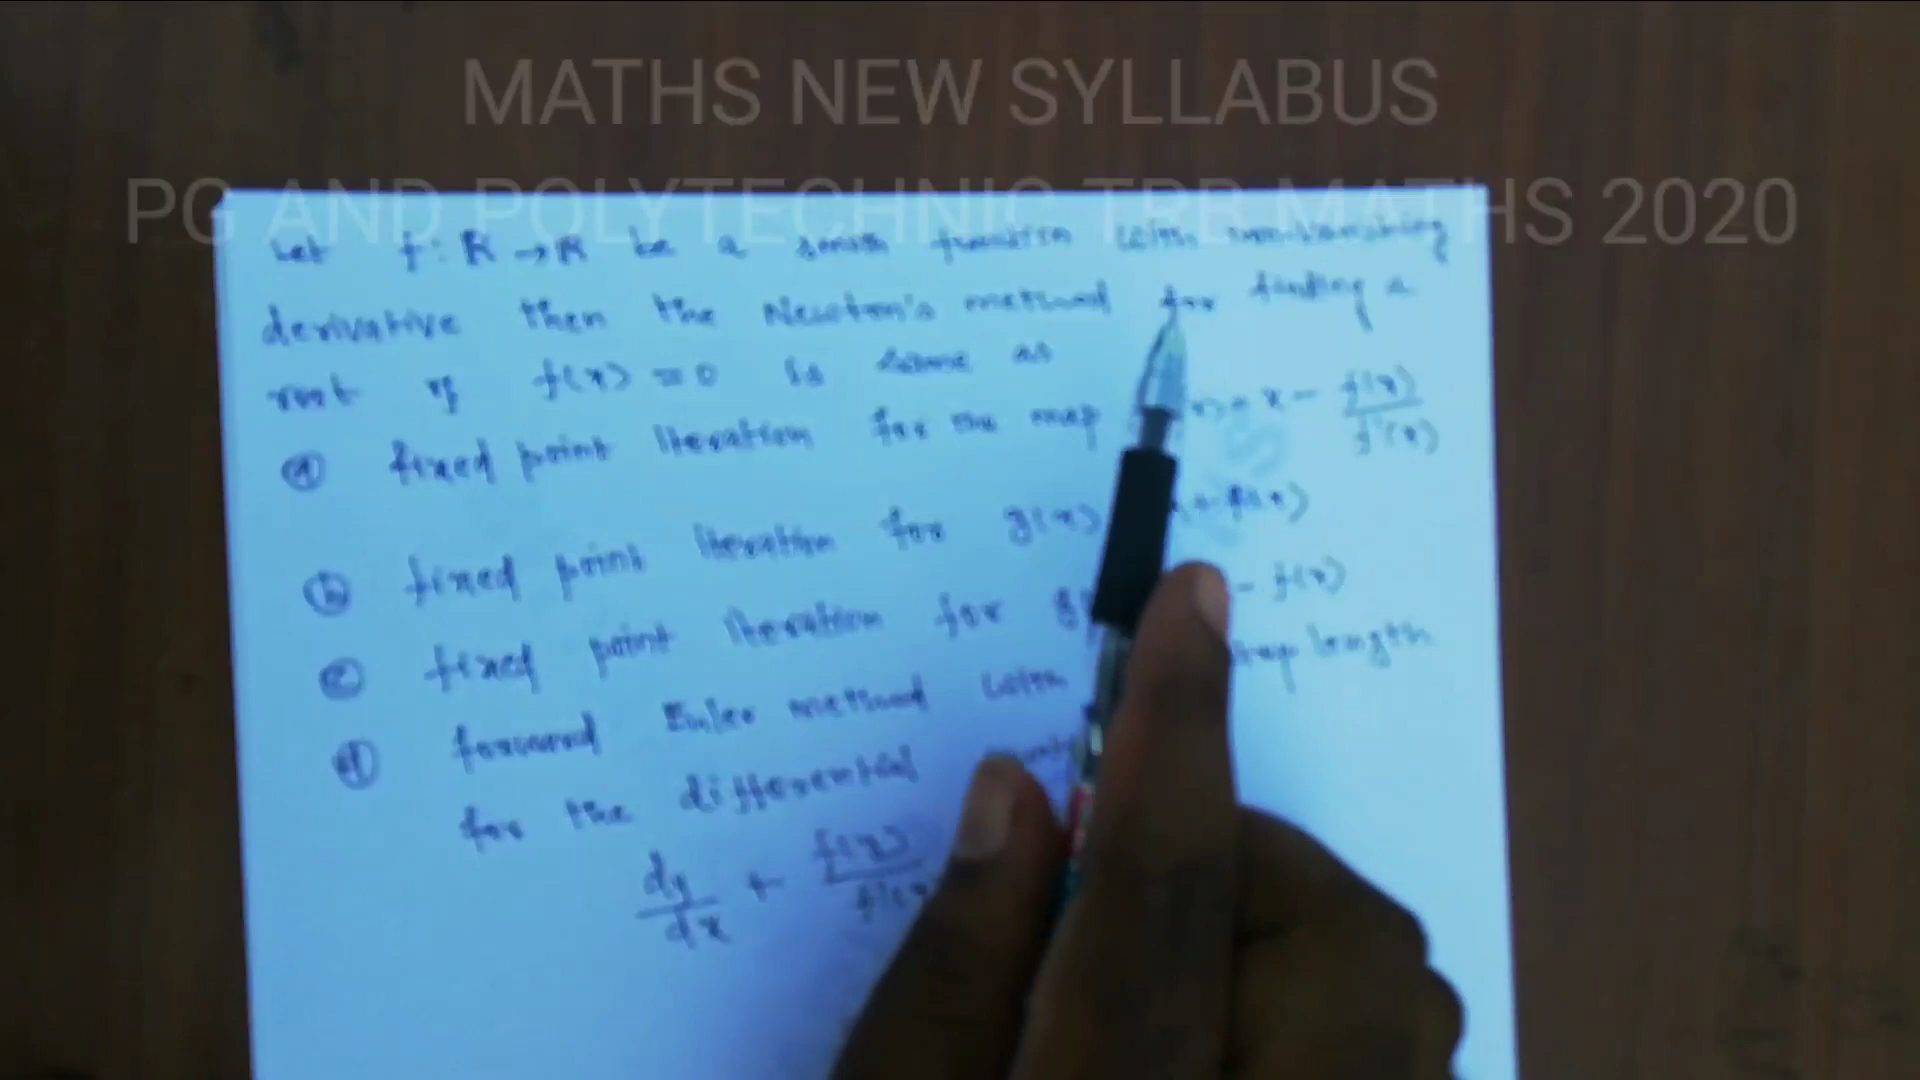 MATHS NEW SYLLABUS
PG AND POLYTECHNIC TRB MATHS 2020
Let f : R → R be a function with non-vanishing
derivative then the Newton's method for finding a
root of f(x) = 0 is same as
(a) fixed point iteration for the map = x - f(x)/f'(x)
(b) fixed point iteration for g(x) x + f(x)
(c) fixed point iteration for - f(x)
(d) forward Euler method with step length
for the differential
dy/dx + f(x)/f'(x)